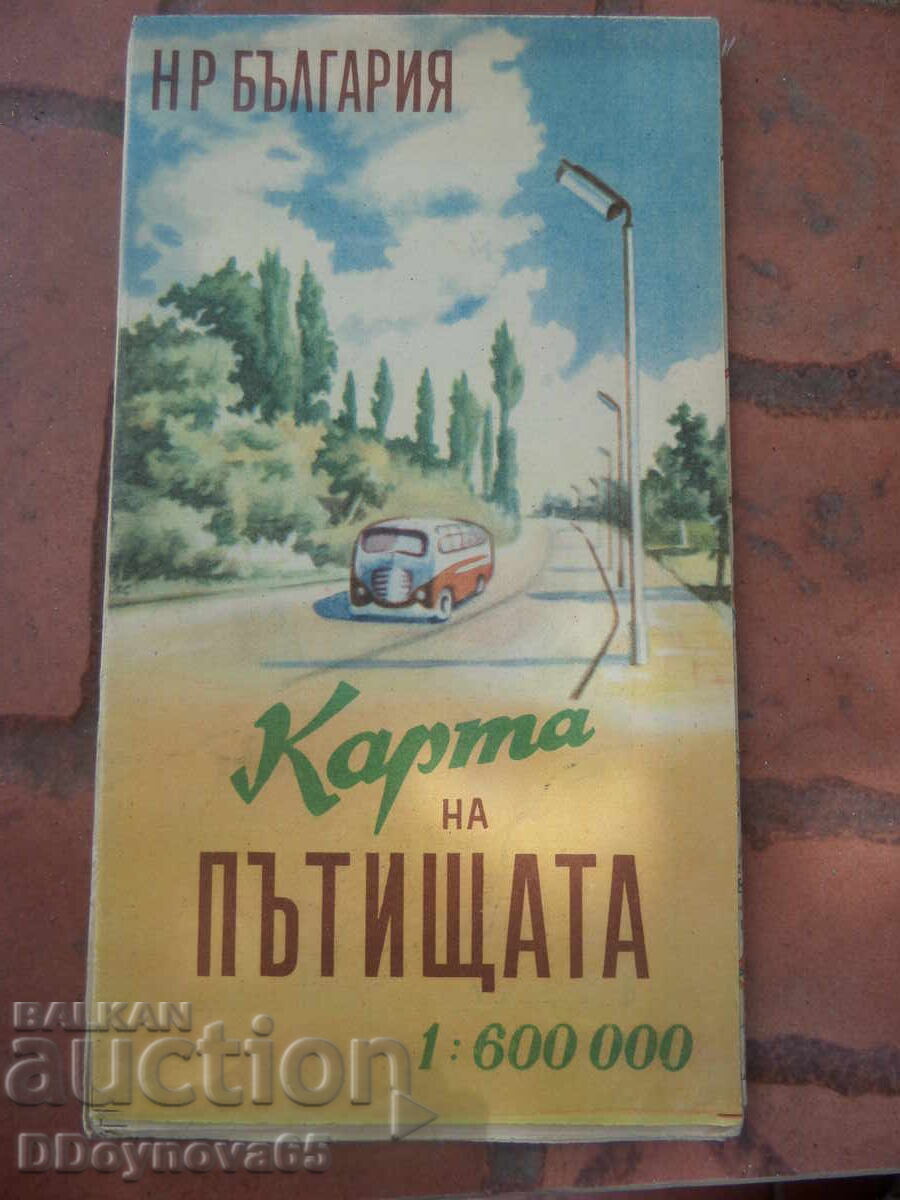 НР БЪЛГАРИЯ
Карта
НА
ПЪТИЩАТА
1:600 000
BALKAN
auction
DDoynova65